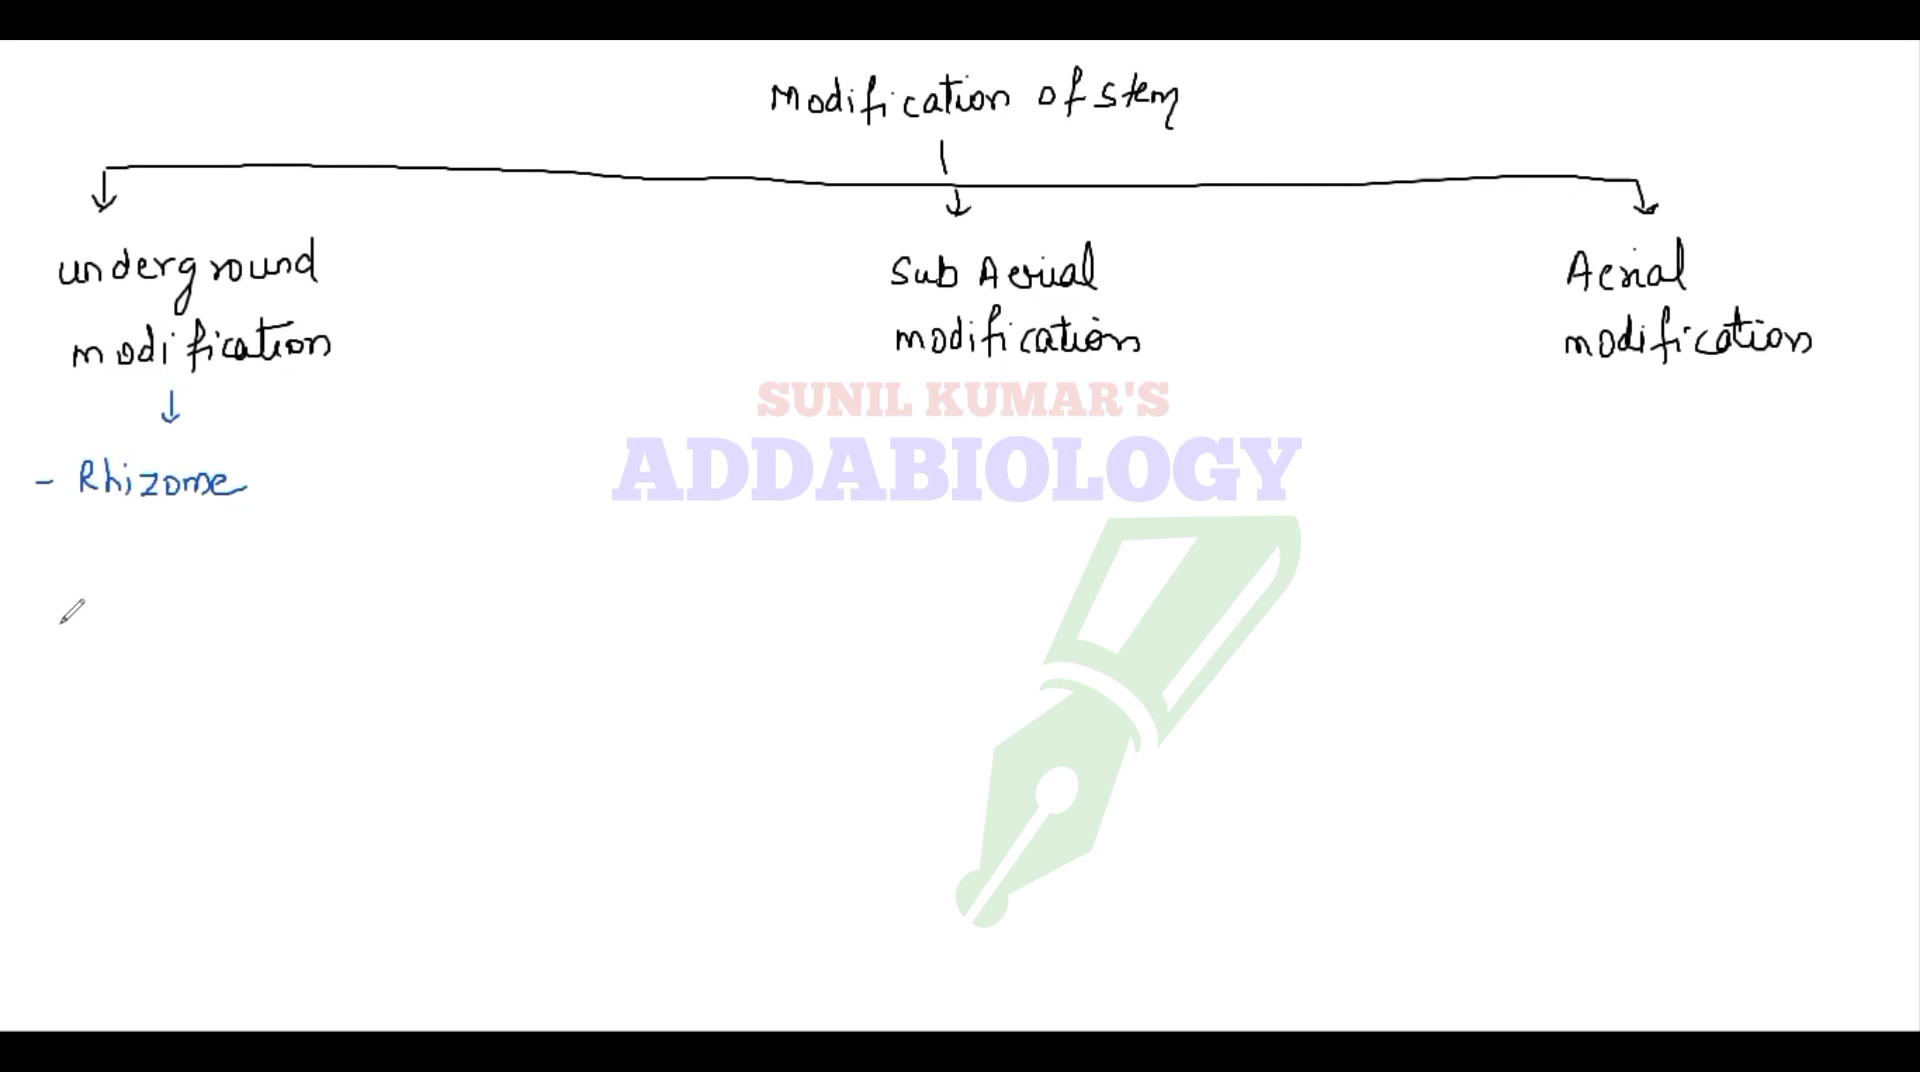 Modification of stem
underground
modification
Sub Aerial
modification
Aerial
modification
SUNIL KUMAR'S
ADDABIOLOGY
- Rhizome